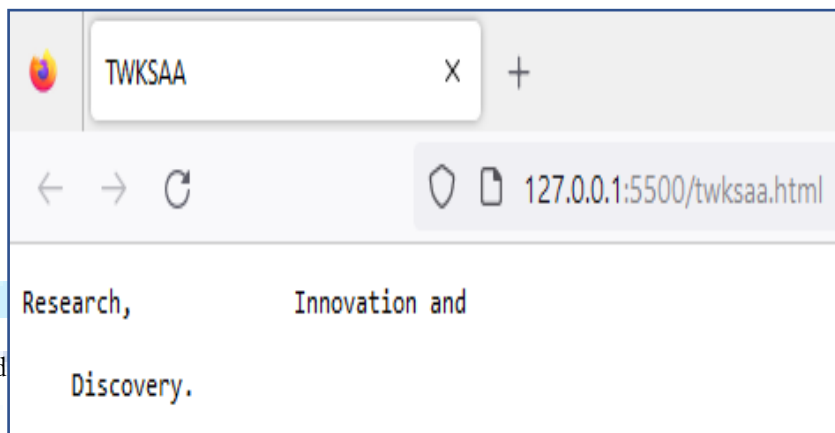 TWKSAA
127.0.0.1:5500/twksaa.html
Research,             Innovation and
    Discovery.